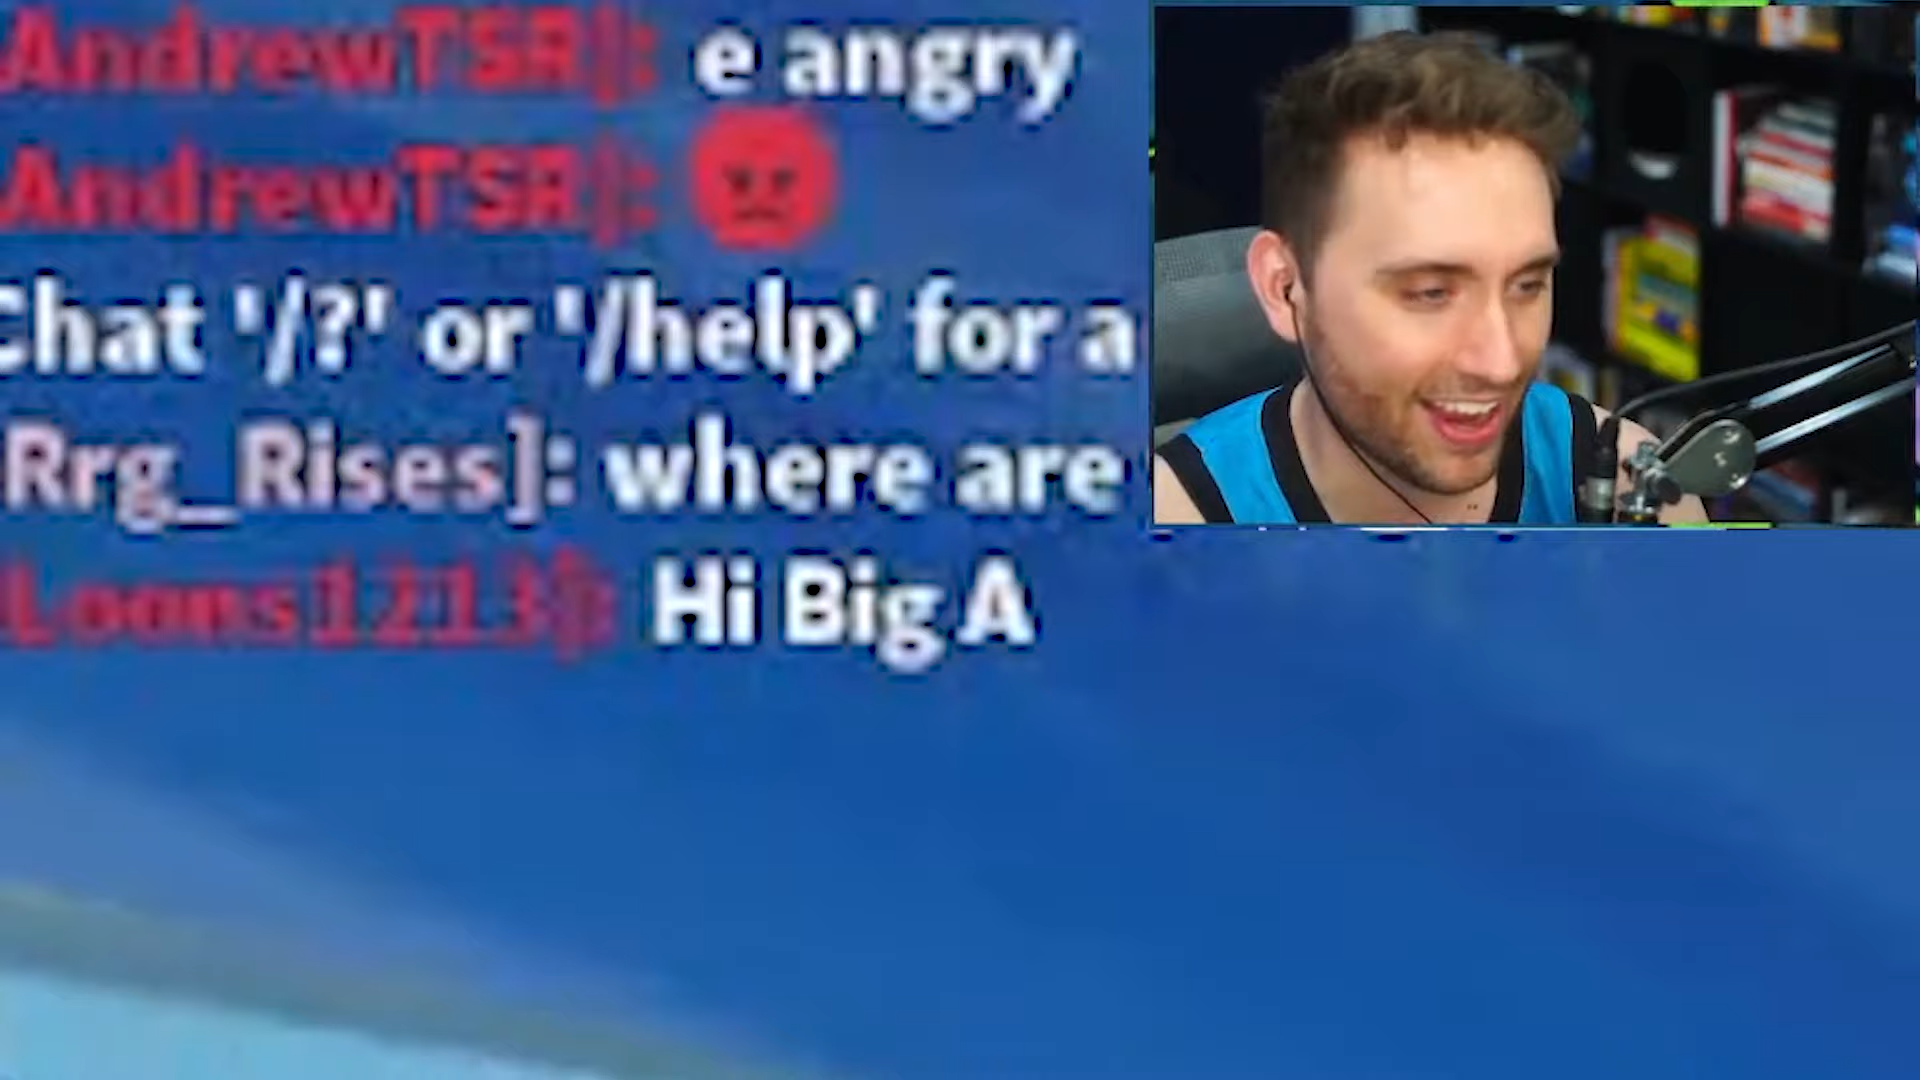 AndrewTSR]: e angry
AndrewTSR]: 😡
Chat '/?' or '/help' for a
Rrg_Rises]: where are
Loons1213]: Hi Big A